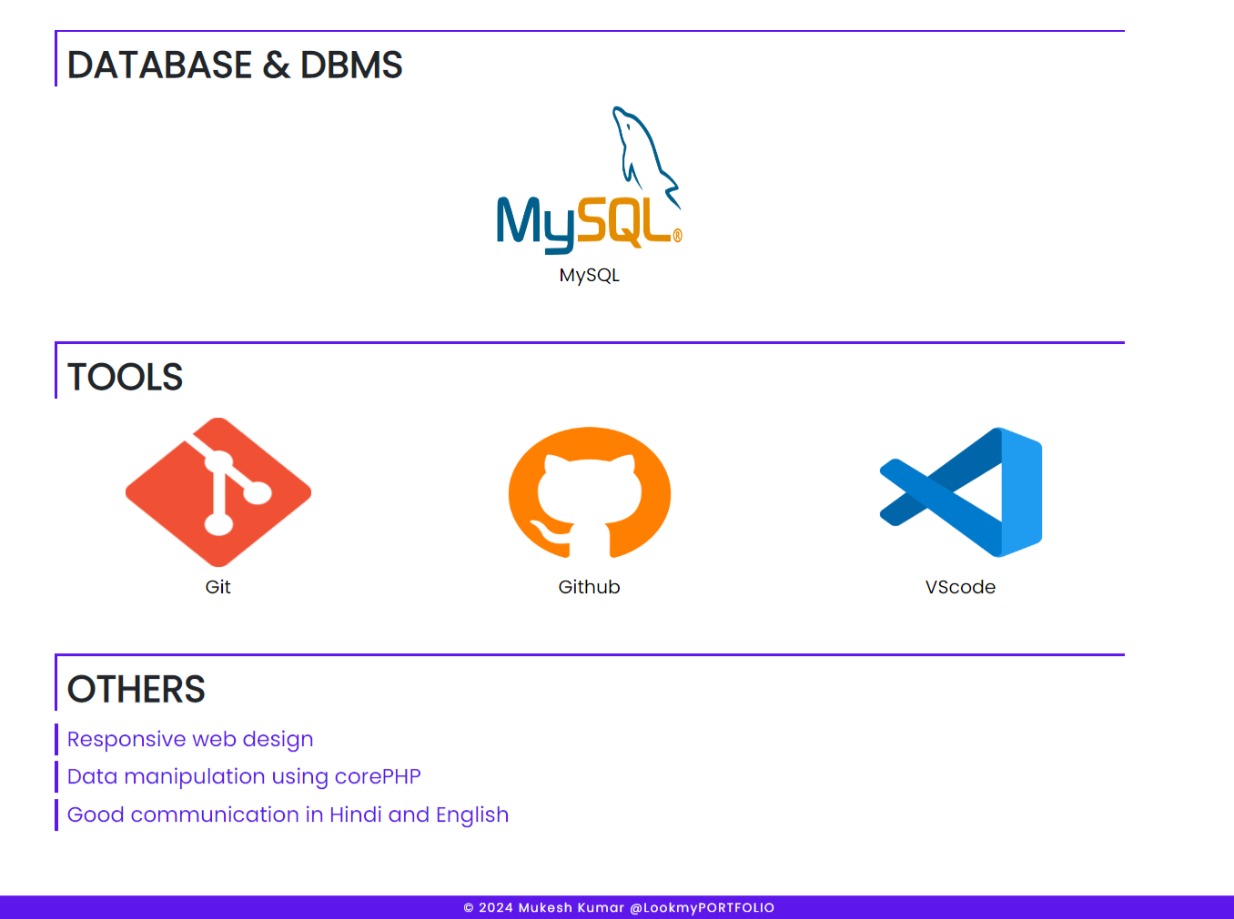 DATABASE & DBMS
MySQL®
MySQL
TOOLS
Git
Github
VScode
OTHERS
Responsive web design
Data manipulation using corePHP
Good communication in Hindi and English
© 2024 Mukesh Kumar @LookmyPORTFOLIO